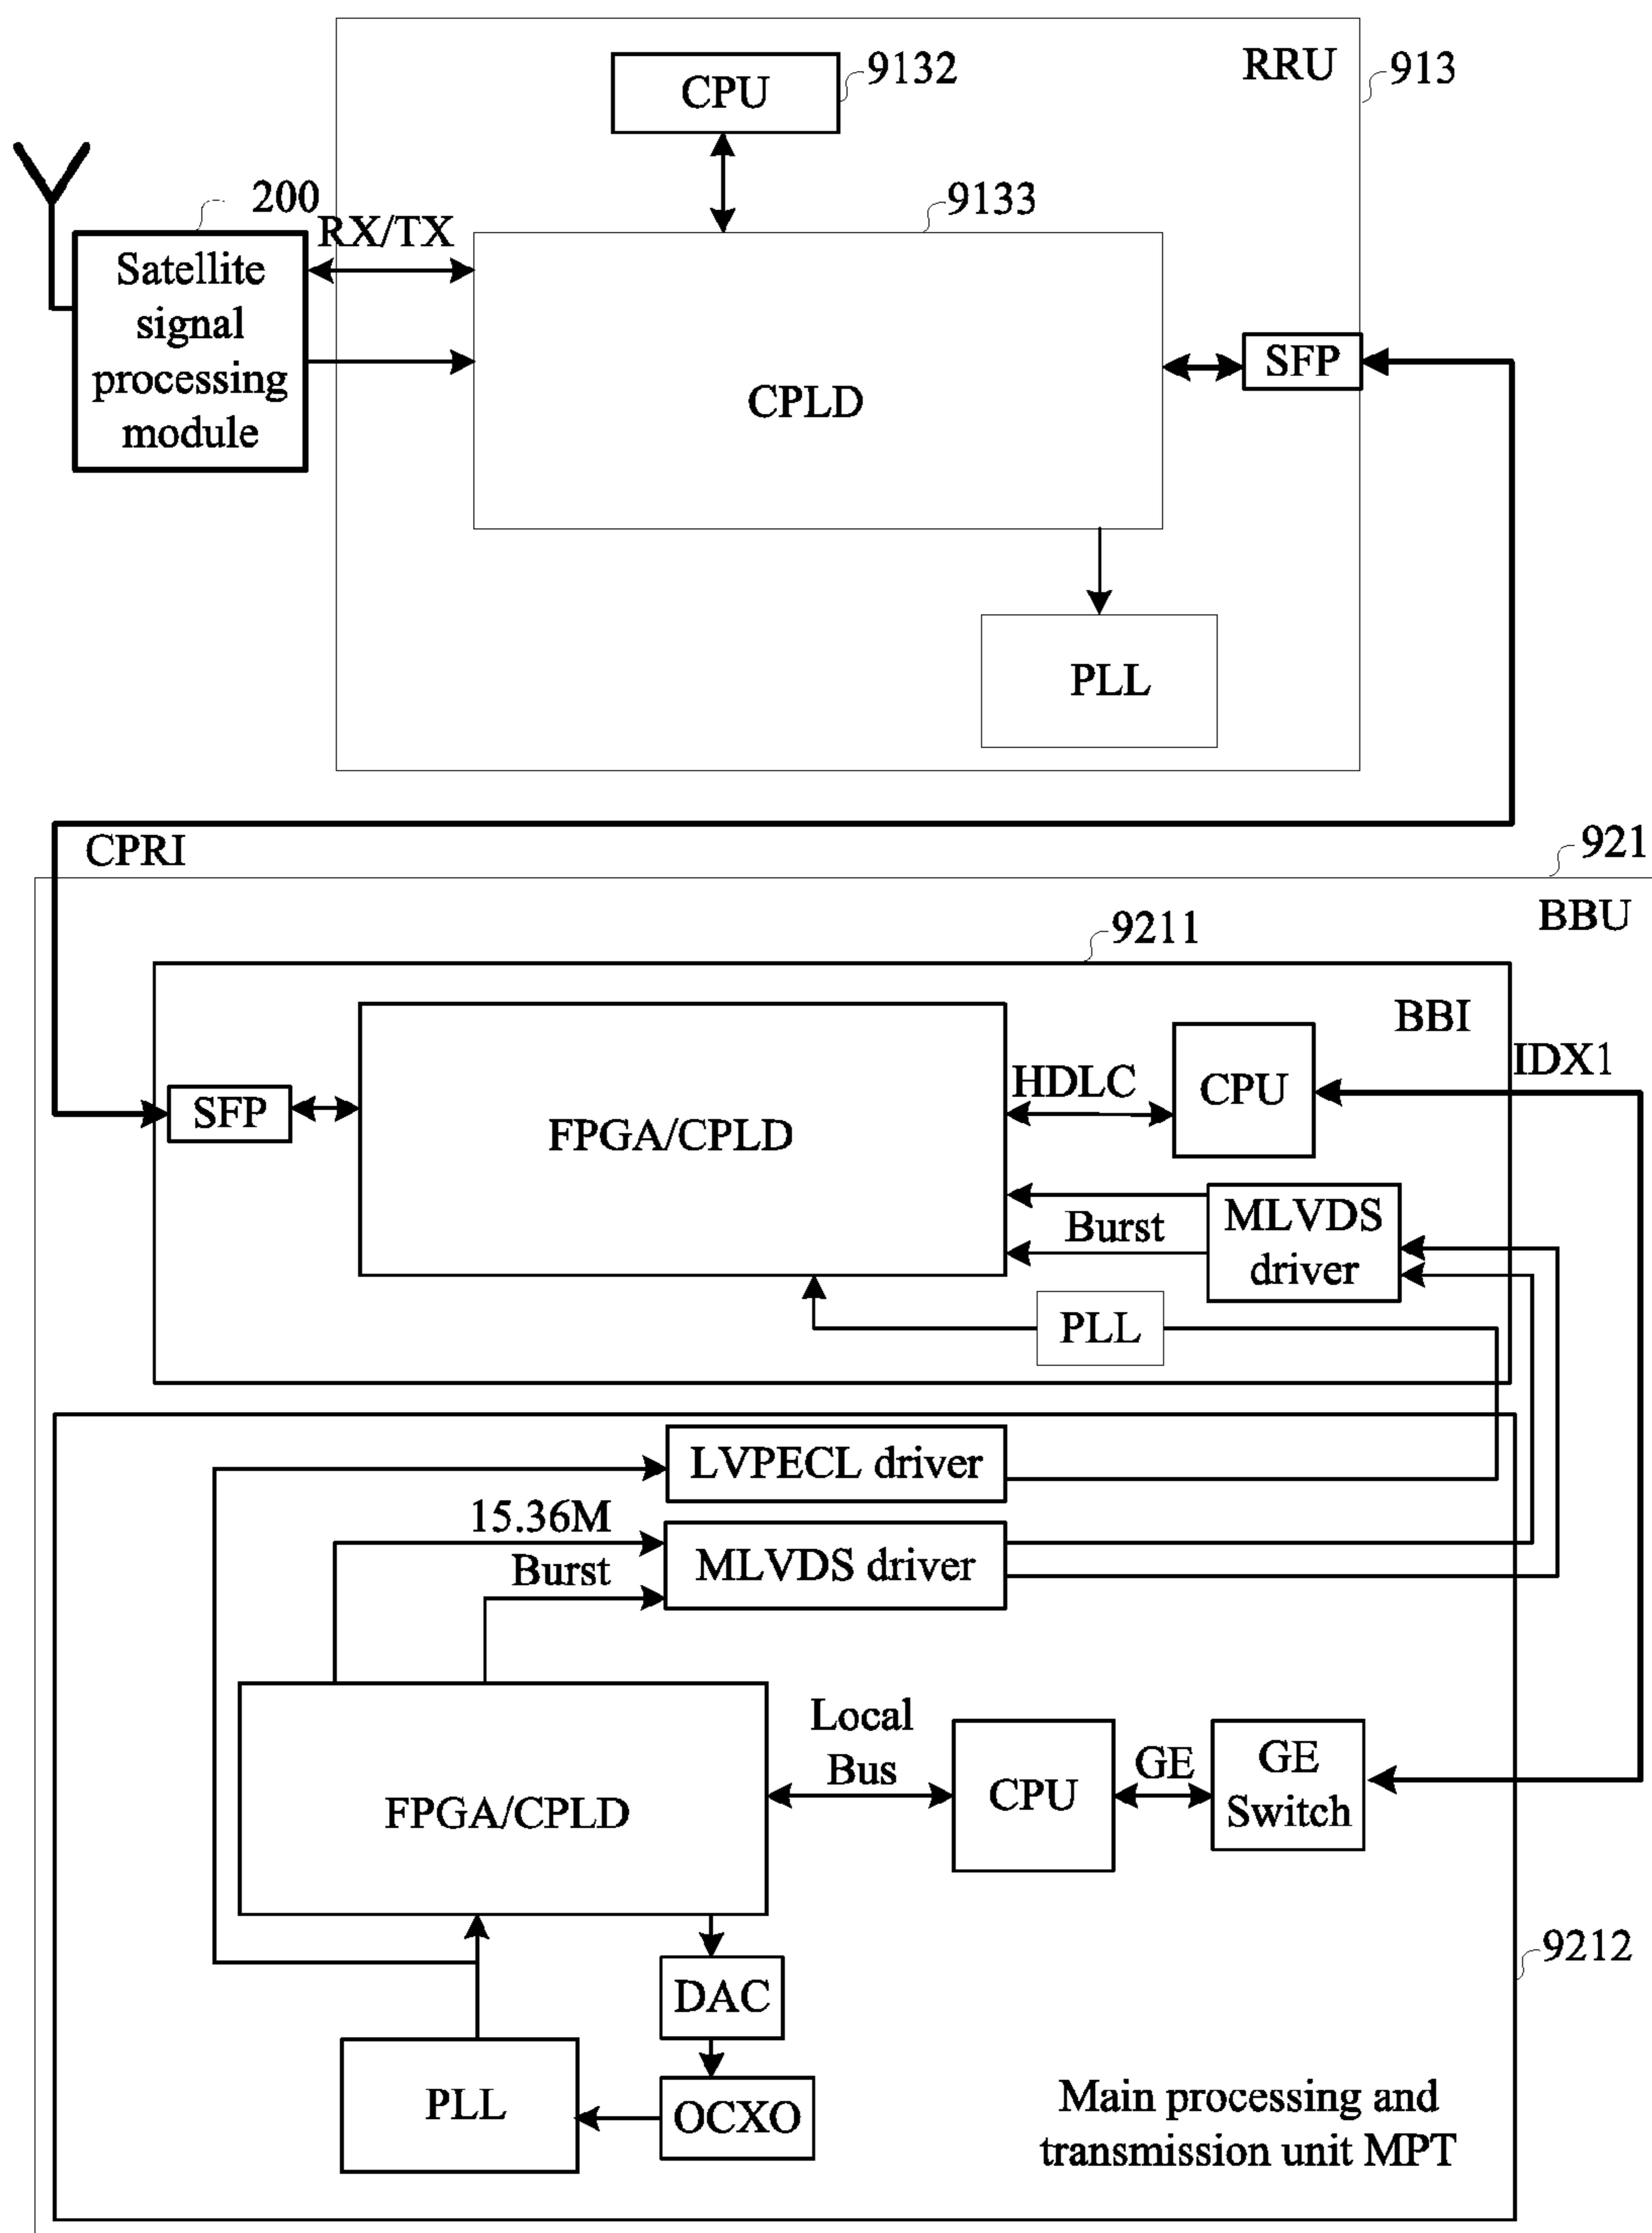 RRU
913
CPU
9132
200
RX/TX
9133
Satellite
signal
processing
module
CPLD
SFP
PLL
CPRI
921
BBU
9211
BBI
IDX1
SFP
FPGA/CPLD
HDLC
CPU
Burst
MLVDS
driver
PLL
LVPECL driver
15.36M
Burst
MLVDS driver
FPGA/CPLD
Local
Bus
CPU
GE
GE
Switch
9212
DAC
PLL
OCXO
Main processing and
transmission unit MPT